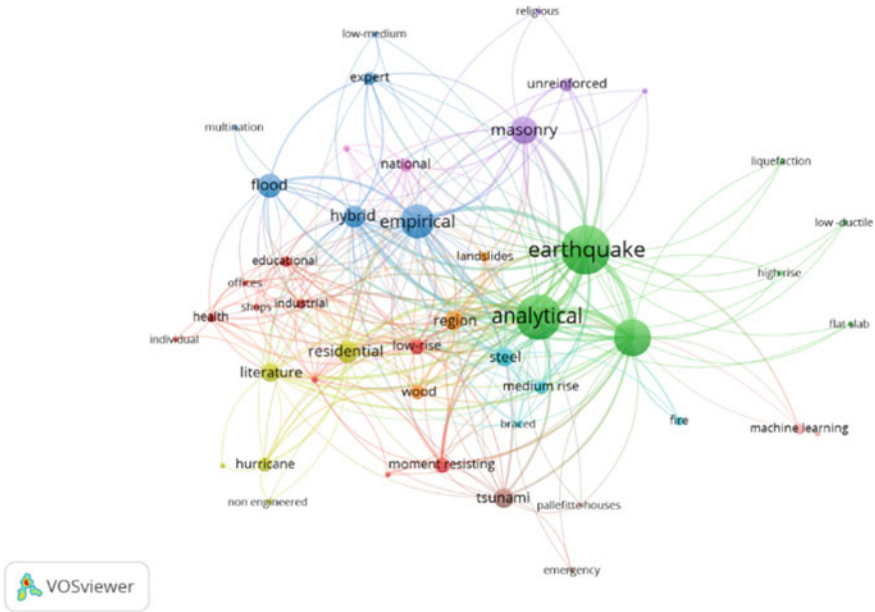 religious
low-medium
expert
unreinforced
multination
masonry
national
liquefaction
flood
hybrid
empirical
low -ductile
earthquake
landslides
educational
high rise
offices
shops
industrial
health
analytical
region
flat slab
individual
low-rise
residential
steel
literature
medium rise
wood
braced
fire
machine learning
hurricane
moment resisting
tsunami
non engineered
pallefitte houses
emergency
VOSviewer